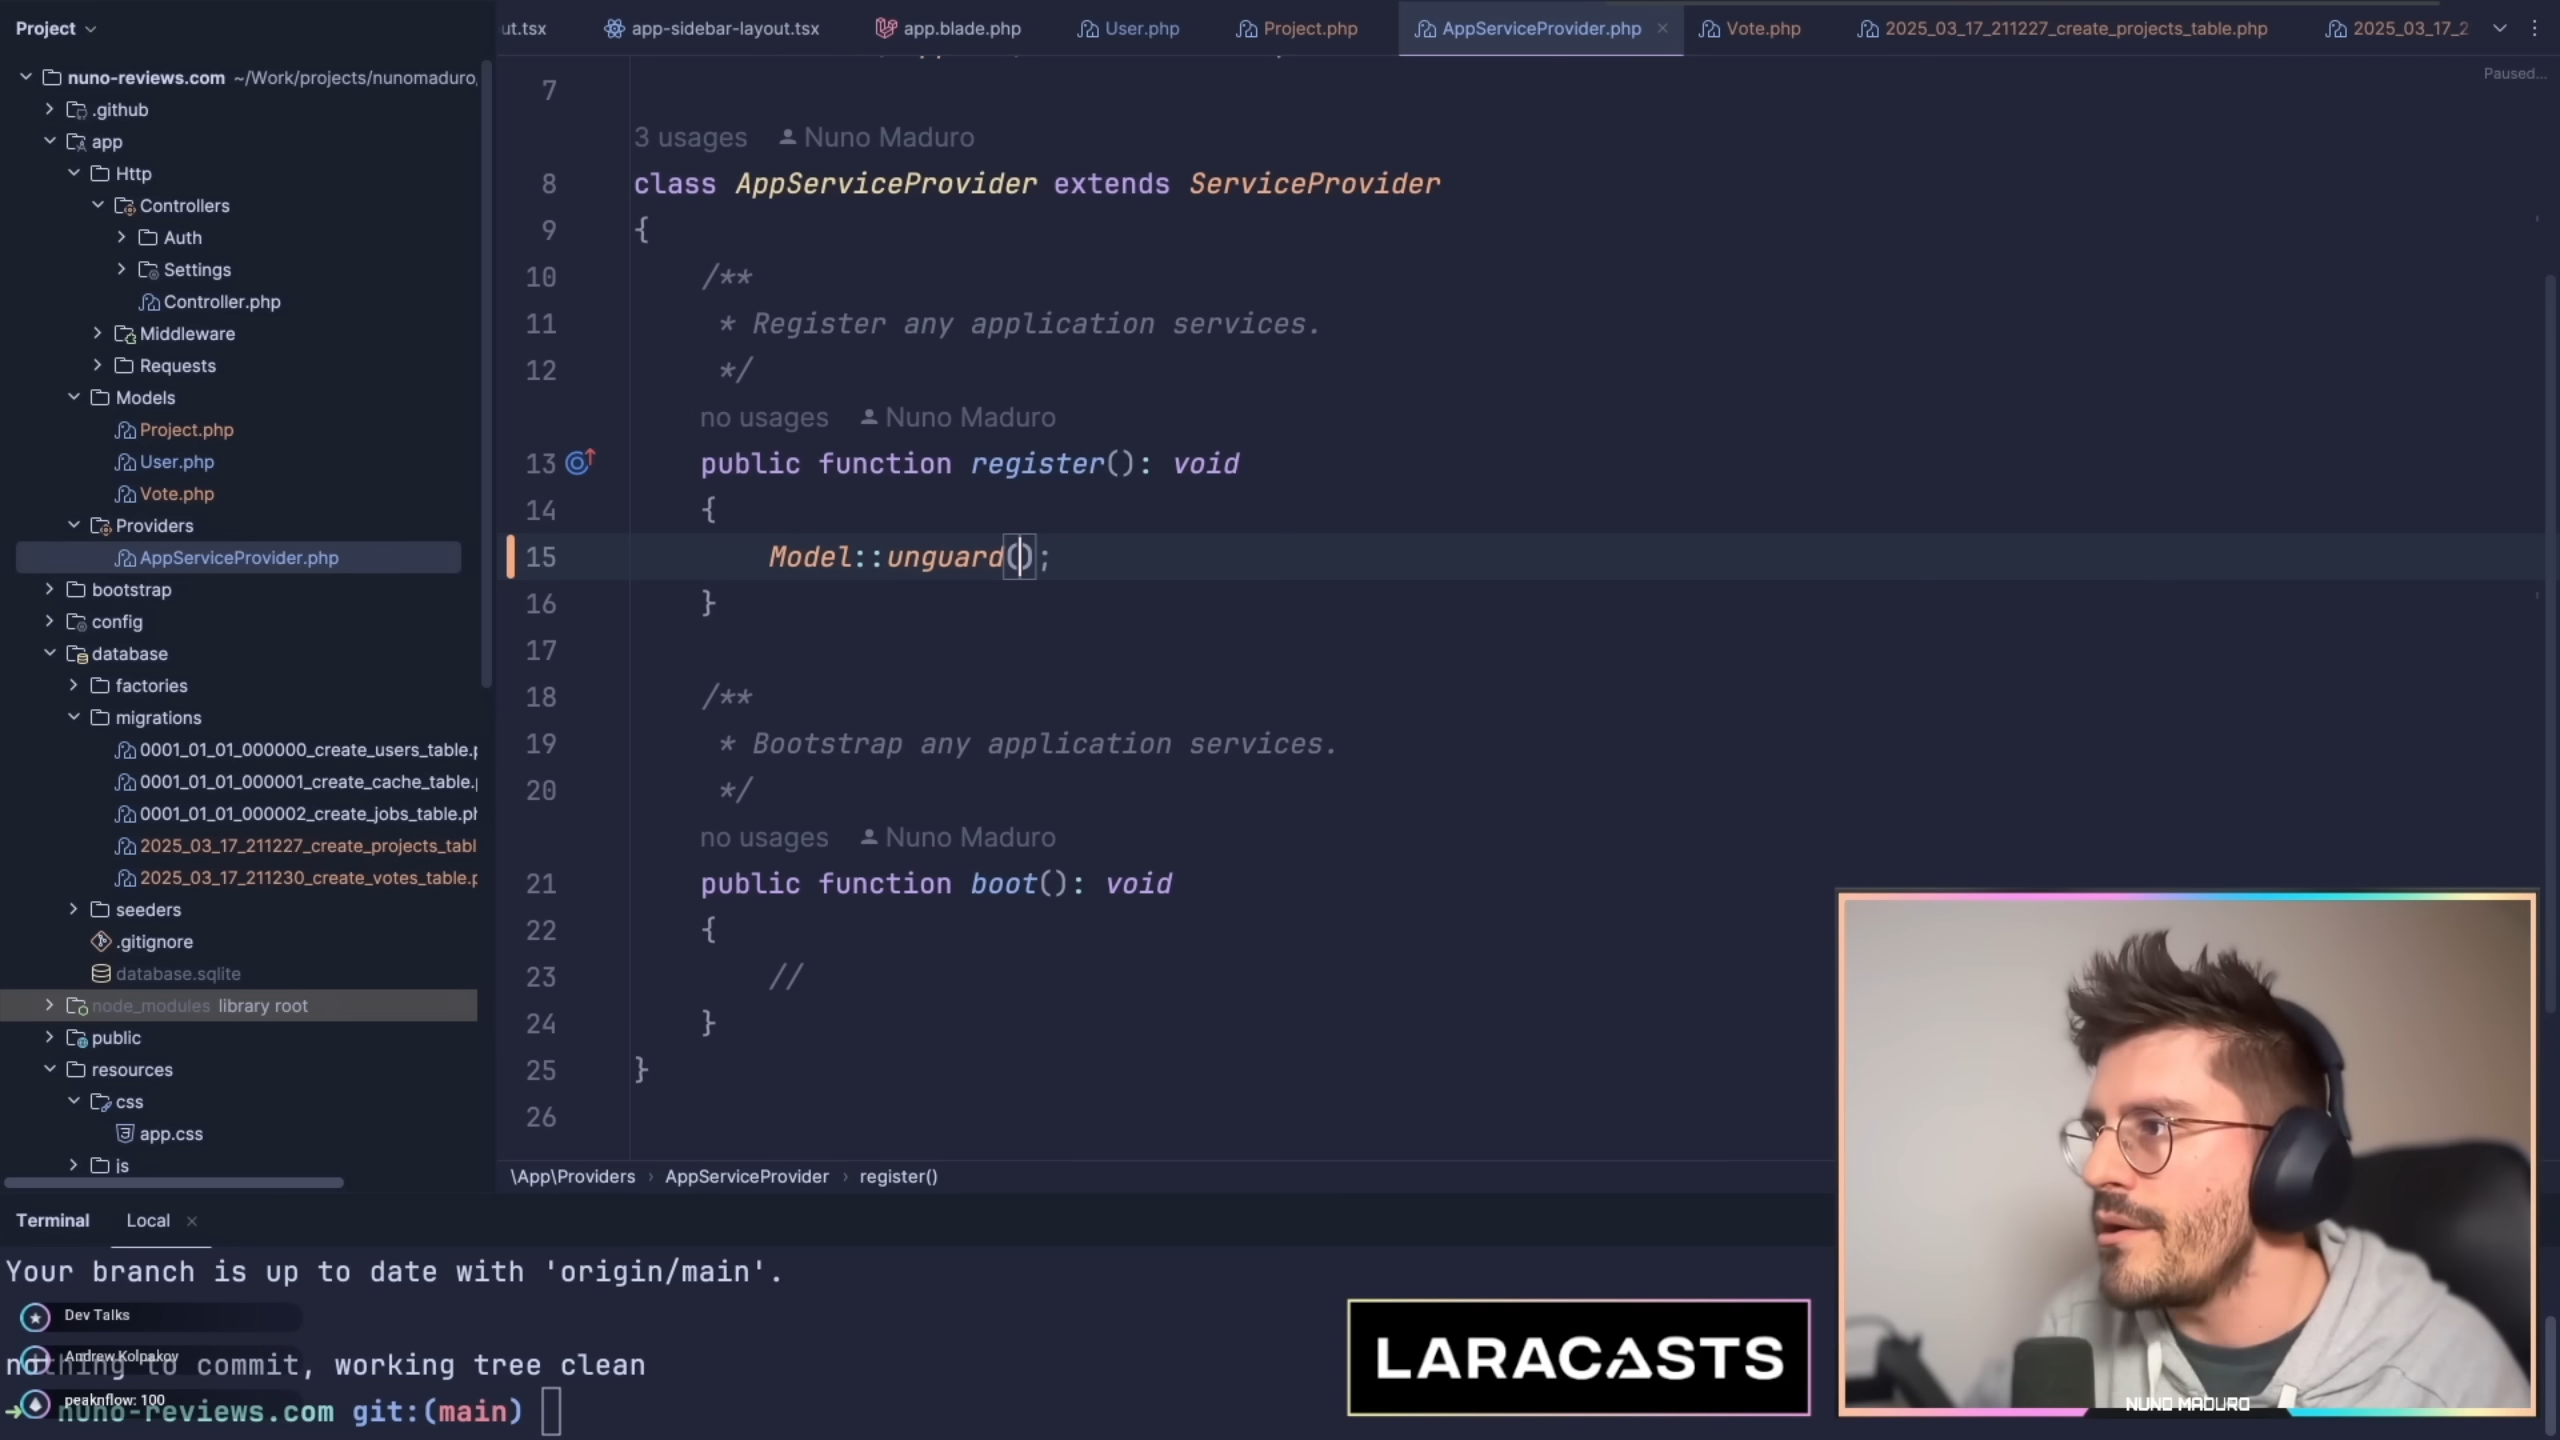 Project
ut.tsx
app-sidebar-layout.tsx
app.blade.php
User.php
Project.php
AppServiceProvider.php
Vote.php
2025_03_17_211227_create_projects_table.php
2025_03_17_2
Paused...
nuno-reviews.com ~/Work/projects/nunomaduro,
.github
app
Http
Controllers
Auth
Settings
Controller.php
Middleware
Requests
Models
Project.php
User.php
Vote.php
Providers
AppServiceProvider.php
bootstrap
config
database
factories
migrations
0001_01_01_000000_create_users_table.p
0001_01_01_000001_create_cache_table.
0001_01_01_000002_create_jobs_table.ph
2025_03_17_211227_create_projects_tabl
2025_03_17_211230_create_votes_table.p
seeders
.gitignore
database.sqlite
node_modules library root
public
resources
css
app.css
js
7
3 usages Nuno Maduro
8 class AppServiceProvider extends ServiceProvider
9 {
10 /**
11 * Register any application services.
12 */
no usages Nuno Maduro
13 public function register(): void
14 {
15 Model::unguard();
16 }
17
18 /**
19 * Bootstrap any application services.
20 */
no usages Nuno Maduro
21 public function boot(): void
22 {
23 //
24 }
25 }
26
\App\Providers › AppServiceProvider › register()
Terminal Local
Your branch is up to date with 'origin/main'.
Dev Talks
Andrew Kolpakov
nothing to commit, working tree clean
peaknflow: 100
nuno-reviews.com git:(main)
LARACASTS
NUNO MADURO